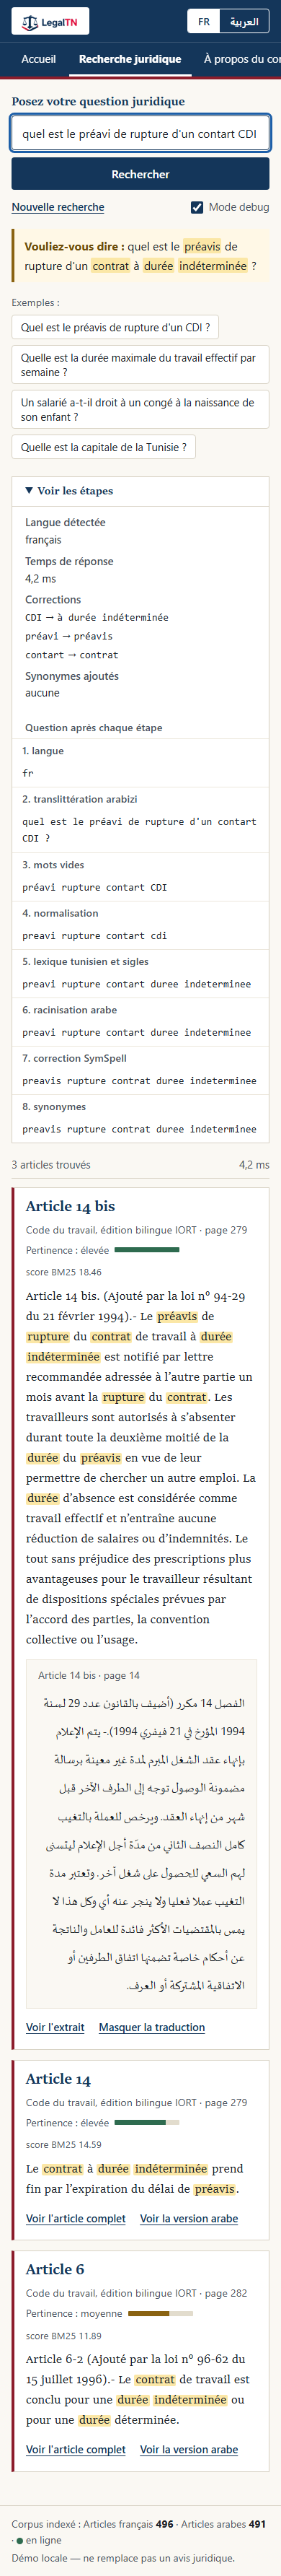 LegalTN
FR
العربية
Accueil
Recherche juridique
À propos du co
Posez votre question juridique
quel est le préavi de rupture d'un contart CDI
Rechercher
Nouvelle recherche
Mode debug
Vouliez-vous dire : quel est le préavis de
rupture d'un contrat à durée indéterminée ?
Exemples :
Quel est le préavis de rupture d'un CDI ?
Quelle est la durée maximale du travail effectif par
semaine ?
Un salarié a-t-il droit à un congé à la naissance de
son enfant ?
Quelle est la capitale de la Tunisie ?
▼ Voir les étapes
Langue détectée
français
Temps de réponse
4,2 ms
Corrections
CDI → à durée indéterminée
préavi → préavis
contart → contrat
Synonymes ajoutés
aucune
Question après chaque étape
1. langue
fr
2. translittération arabizi
quel est le préavi de rupture d'un contart
CDI ?
3. mots vides
préavi rupture contart CDI
4. normalisation
preavi rupture contart cdi
5. lexique tunisien et sigles
preavi rupture contart duree indeterminee
6. racinisation arabe
preavi rupture contart duree indeterminee
7. correction SymSpell
preavis rupture contrat duree indeterminee
8. synonymes
preavis rupture contrat duree indeterminee
3 articles trouvés
4,2 ms
Article 14 bis
Code du travail, édition bilingue IORT · page 279
Pertinence : élevée
score BM25 18.46
Article 14 bis. (Ajouté par la loi n° 94-29
du 21 février 1994).- Le préavis de
rupture du contrat de travail à durée
indéterminée est notifié par lettre
recommandée adressée à l’autre partie un
mois avant la rupture du contrat. Les
travailleurs sont autorisés à s’absenter
durant toute la deuxième moitié de la
durée du préavis en vue de leur
permettre de chercher un autre emploi. La
durée d’absence est considérée comme
travail effectif et n’entraîne aucune
réduction de salaires ou d’indemnités. Le
tout sans préjudice des prescriptions plus
avantageuses pour le travailleur résultant
de dispositions spéciales prévues par
l’accord des parties, la convention
collective ou l’usage.
Article 14 bis · page 14
الفصل 14 مكرر (أضيف بالقانون عدد 29 لسنة
1994 المؤرخ في 21 فيفري 1994).- يتم الإعلام
بإنهاء عقد الشغل المبرم لمدة غير معينة برسالة
مضمونة الوصول توجه إلى الطرف الآخر قبل
شهر من إنهاء العقد. ويرخص للعملة بالتغيب
كامل النصف الثاني من مدّة أجل الإعلام ليتسنى
لهم السعي للحصول على شغل آخر. وتعتبر مدة
التغيب عملا فعليا ولا ينجر عنه أي وكل هذا لا
يمس بالمقتضيات الأكثر فائدة للعامل والناتجة
عن أحكام خاصة تضمنها اتفاق الطرفين أو
الاتفاقية المشتركة أو العرف.
Voir l'extrait
Masquer la traduction
Article 14
Code du travail, édition bilingue IORT · page 279
Pertinence : élevée
score BM25 14.59
Le contrat à durée indéterminée prend
fin par l’expiration du délai de préavis.
Voir l'article complet
Voir la version arabe
Article 6
Code du travail, édition bilingue IORT · page 282
Pertinence : moyenne
score BM25 11.89
Article 6-2 (Ajouté par la loi n° 96-62 du
15 juillet 1996).- Le contrat de travail est
conclu pour une durée indéterminée ou
pour une durée déterminée.
Voir l'article complet
Voir la version arabe
Corpus indexé : Articles français 496 · Articles arabes 491
· ● en ligne
Démo locale — ne remplace pas un avis juridique.